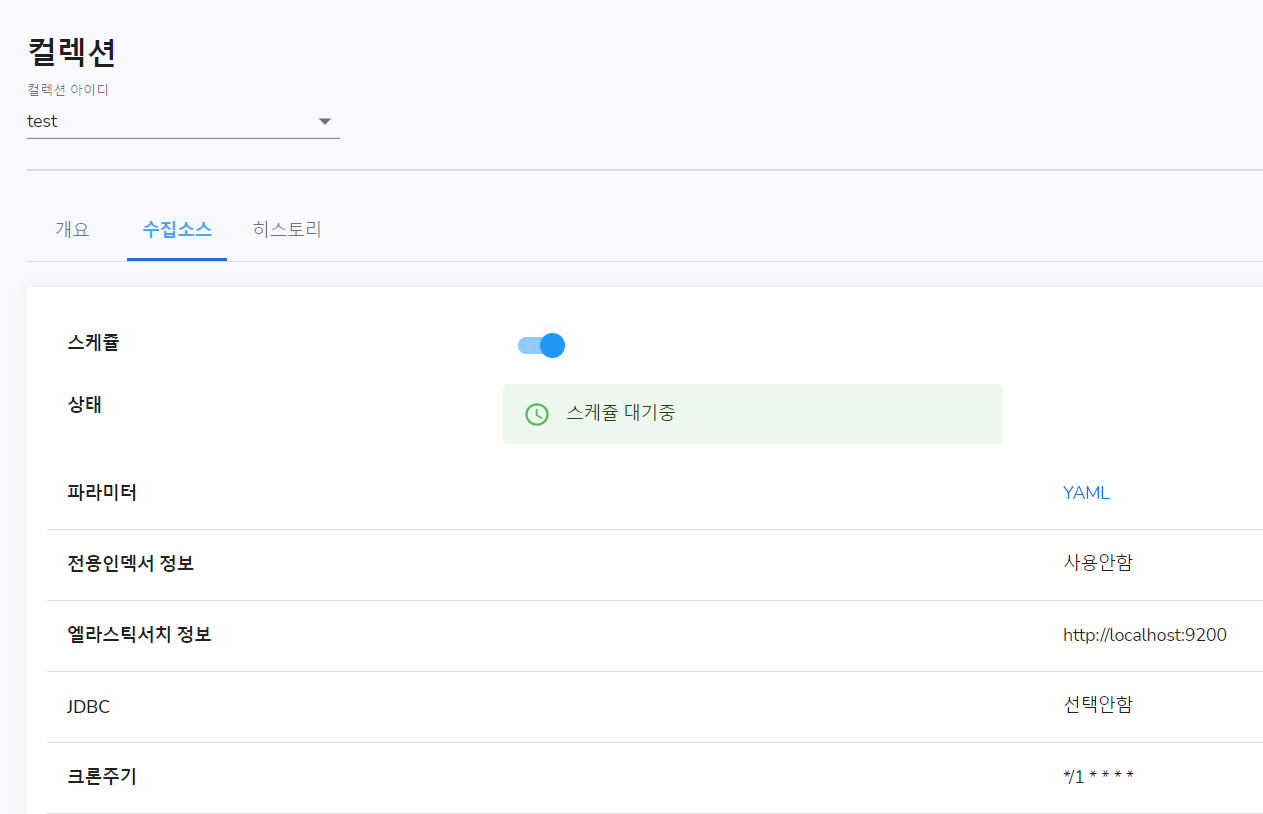 컬렉션
컬렉션 아이디
test
개요 수집소스 히스토리
스케쥴
상태 스케쥴 대기중
파라미터 YAML
전용인덱서 정보 사용안함
엘라스틱서치 정보 http://localhost:9200
JDBC 선택안함
크론주기 */1 * * * *